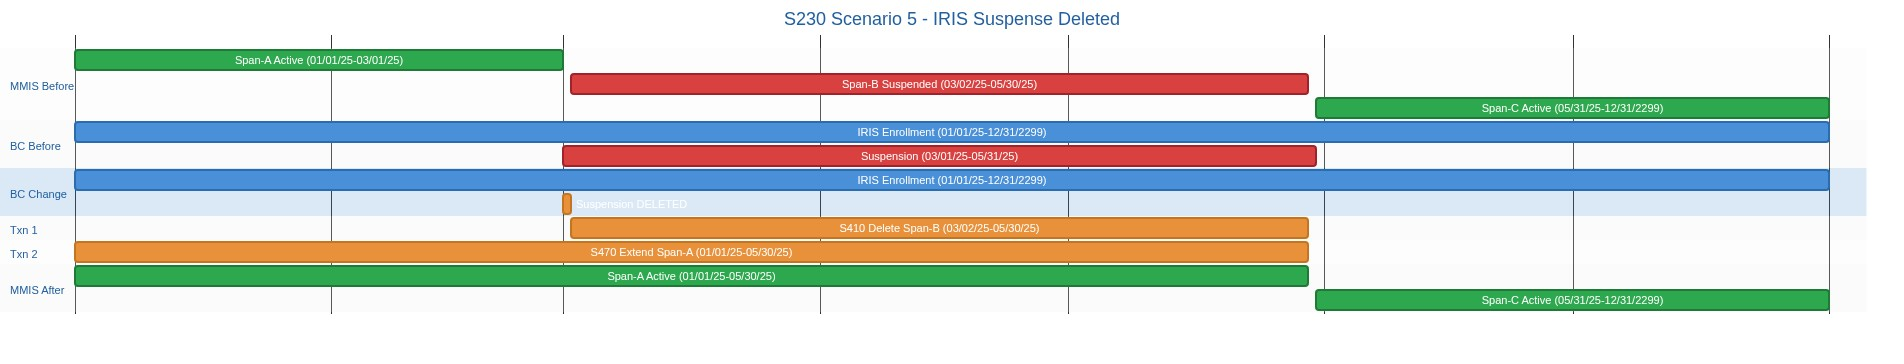 S230 Scenario 5 - IRIS Suspense Deleted
Span-A Active (01/01/25-03/01/25)
MMIS Before
Span-B Suspended (03/02/25-05/30/25)
Span-C Active (05/31/25-12/31/2299)
IRIS Enrollment (01/01/25-12/31/2299)
BC Before
Suspension (03/01/25-05/31/25)
IRIS Enrollment (01/01/25-12/31/2299)
BC Change
Suspension DELETED
Txn 1
S410 Delete Span-B (03/02/25-05/30/25)
Txn 2
S470 Extend Span-A (01/01/25-05/30/25)
Span-A Active (01/01/25-05/30/25)
MMIS After
Span-C Active (05/31/25-12/31/2299)